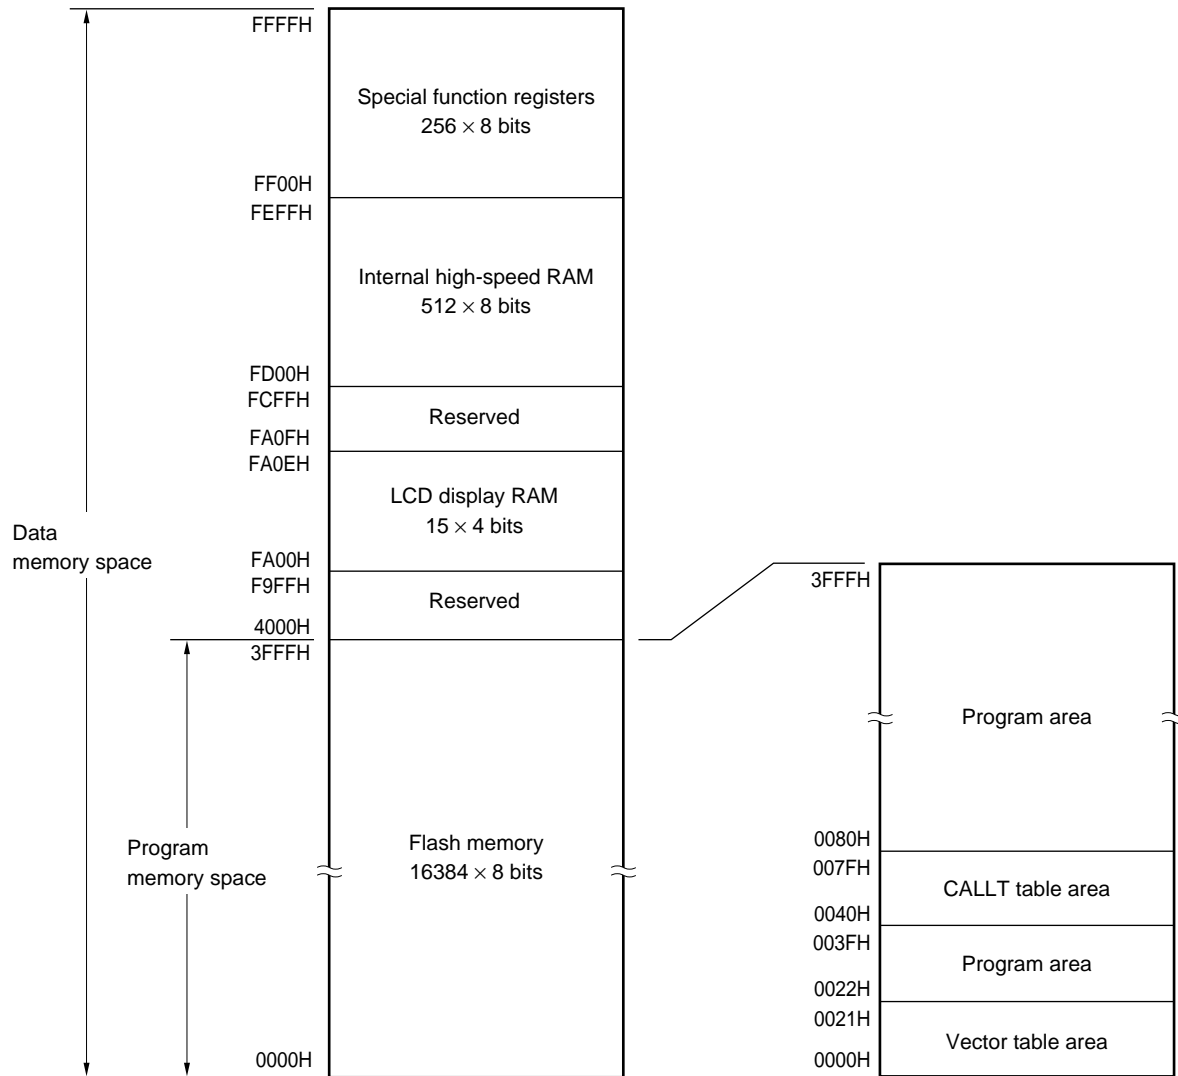 FFFFH
Special function registers
256 × 8 bits
FF00H
FEFFH
Internal high-speed RAM
512 × 8 bits
FD00H
FCFFH
Reserved
FA0FH
FA0EH
LCD display RAM
15 × 4 bits
Data
memory space
FA00H
F9FFH
Reserved
4000H
3FFFH
Program
memory space
Flash memory
16384 × 8 bits
0000H
3FFFH
Program area
0080H
007FH
CALLT table area
0040H
003FH
Program area
0022H
0021H
Vector table area
0000H